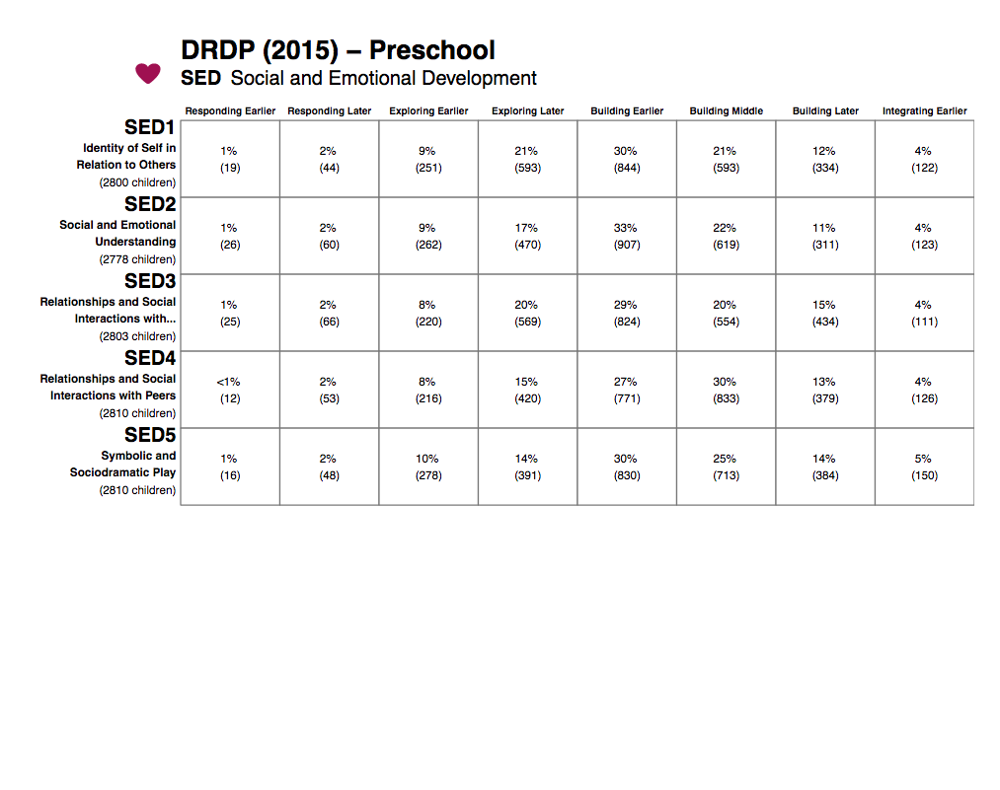 DRDP (2015) – Preschool
SED Social and Emotional Development
Responding Earlier Responding Later Exploring Earlier Exploring Later Building Earlier Building Middle Building Later Integrating Earlier
SED1
Identity of Self in
Relation to Others
(2800 children)
1% 2% 9% 21% 30% 21% 12% 4%
(19) (44) (251) (593) (844) (593) (334) (122)
SED2
Social and Emotional
Understanding
(2778 children)
1% 2% 9% 17% 33% 22% 11% 4%
(26) (60) (262) (470) (907) (619) (311) (123)
SED3
Relationships and Social
Interactions with...
(2803 children)
1% 2% 8% 20% 29% 20% 15% 4%
(25) (66) (220) (569) (824) (554) (434) (111)
SED4
Relationships and Social
Interactions with Peers
(2810 children)
<1% 2% 8% 15% 27% 30% 13% 4%
(12) (53) (216) (420) (771) (833) (379) (126)
SED5
Symbolic and
Sociodramatic Play
(2810 children)
1% 2% 10% 14% 30% 25% 14% 5%
(16) (48) (278) (391) (830) (713) (384) (150)